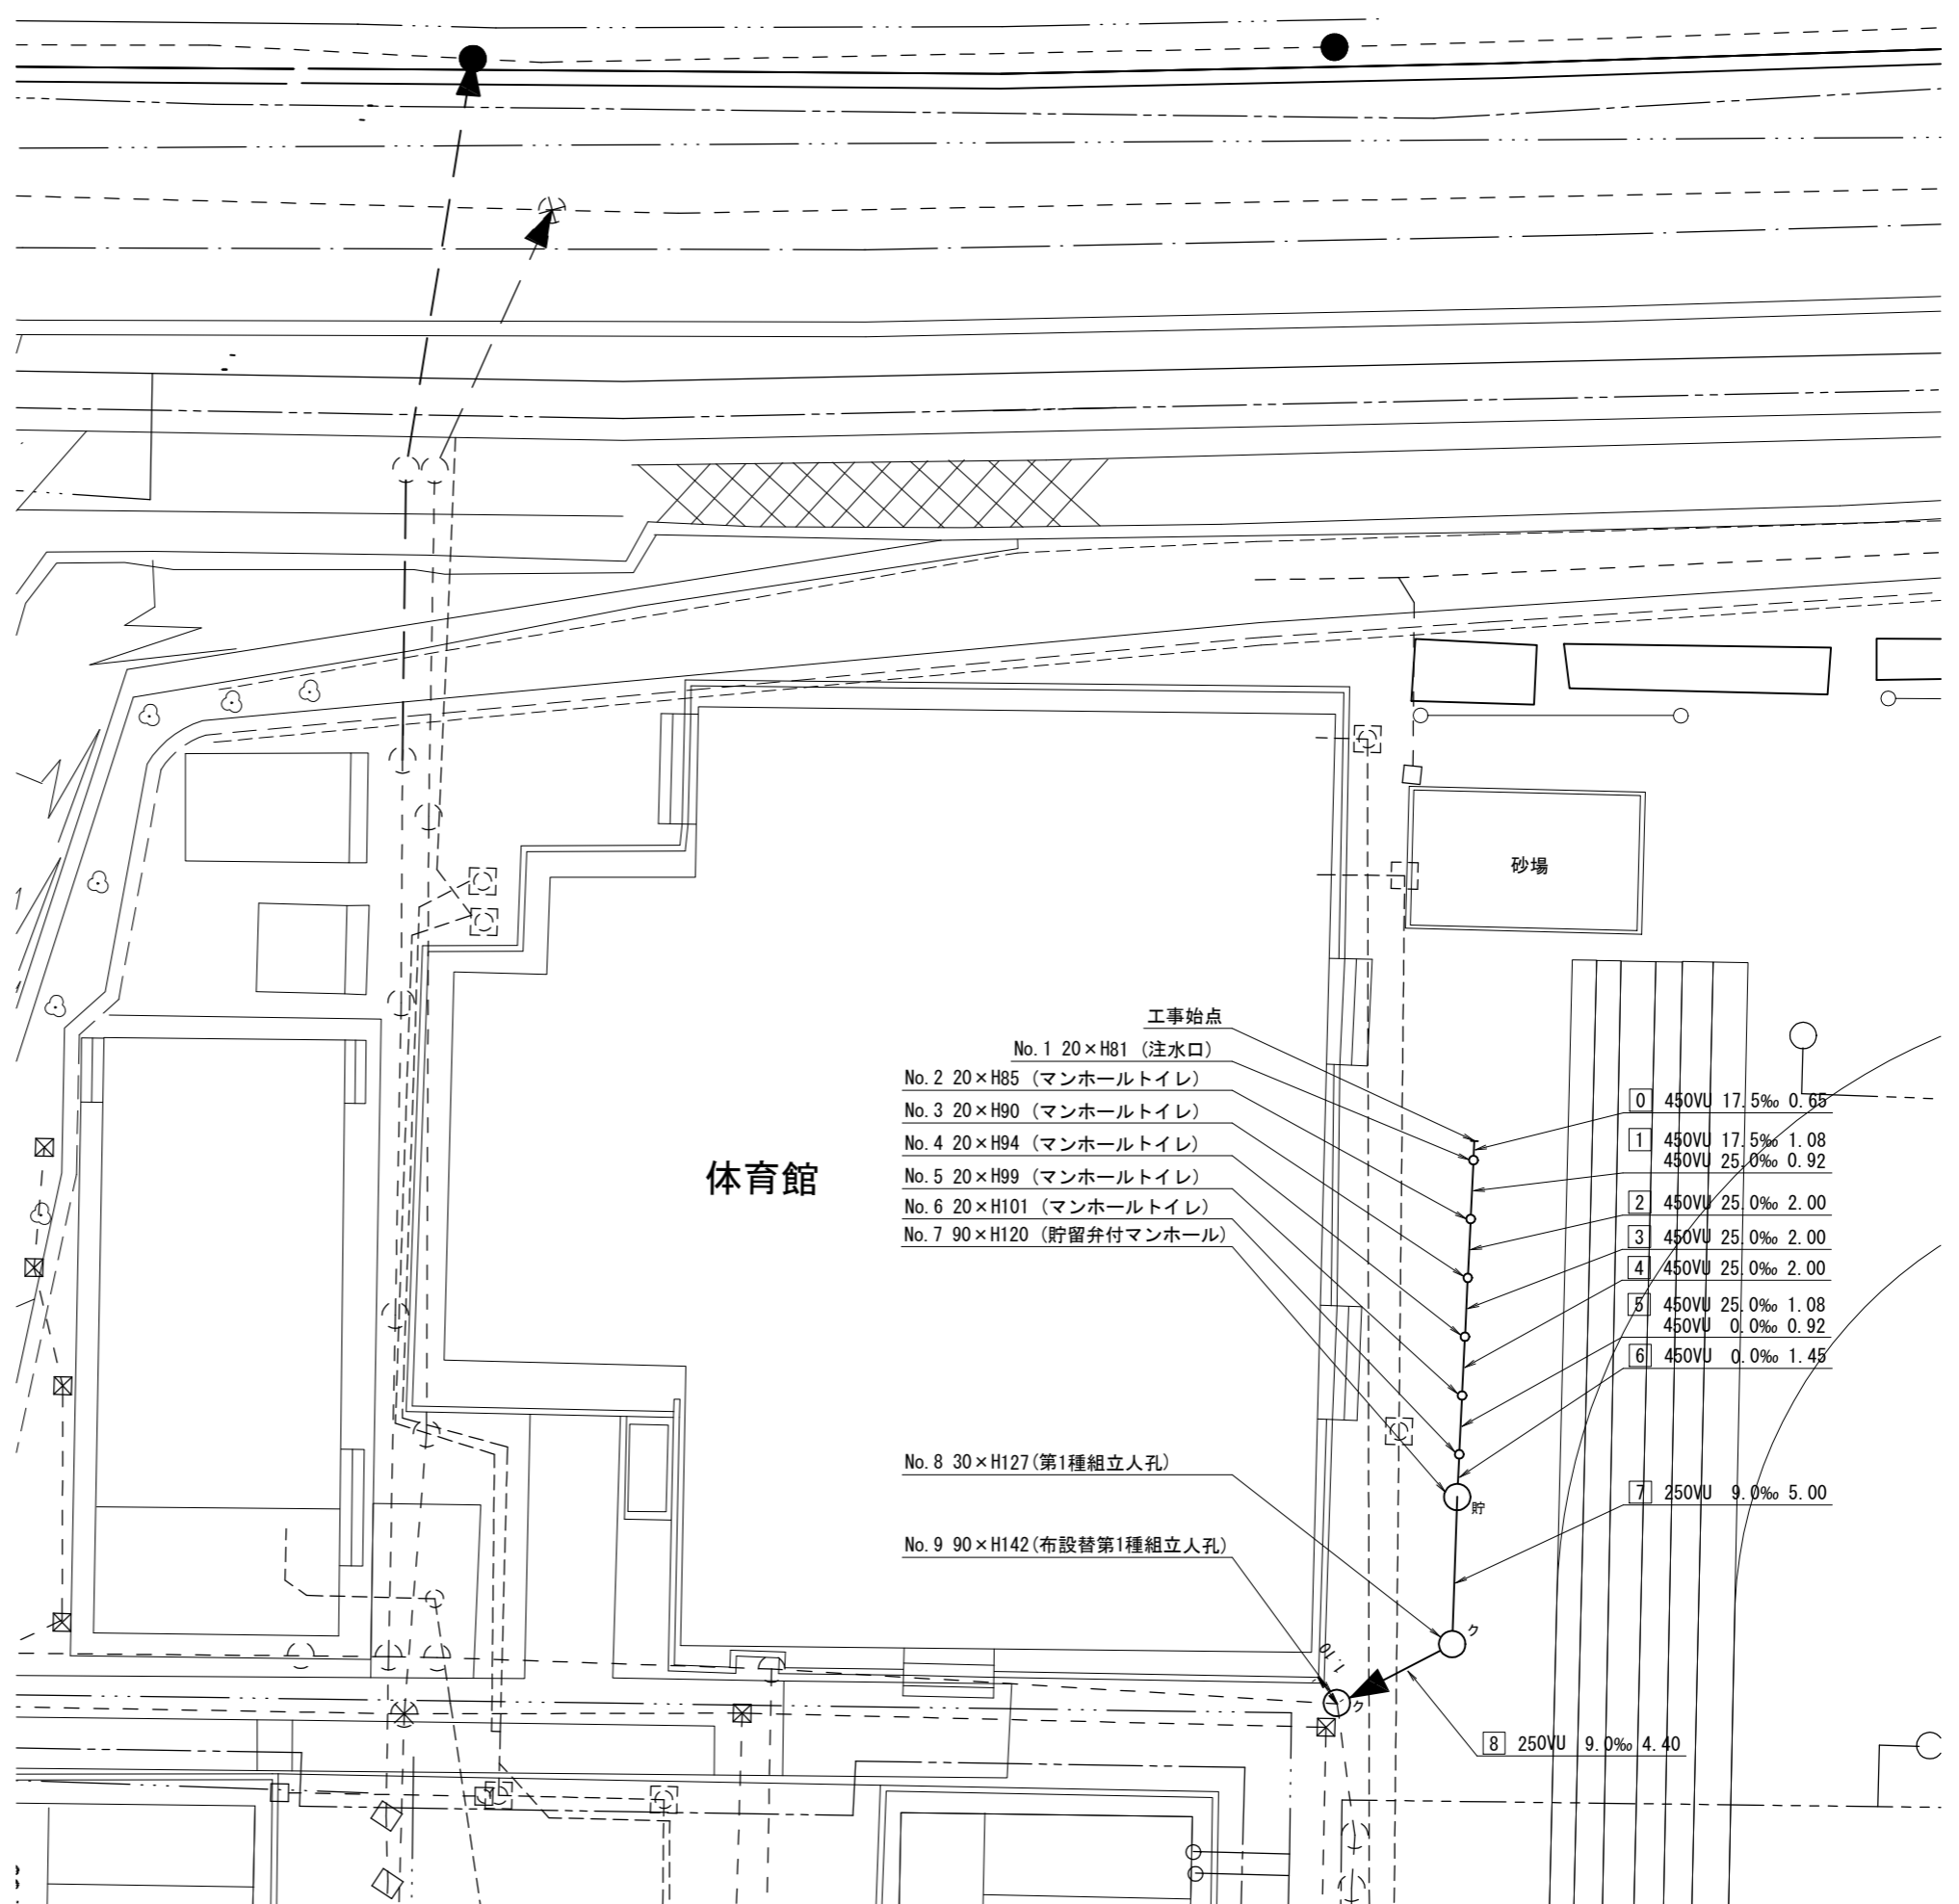 砂場
工事始点
No.1 20×H81 (注水口)
No.2 20×H85 (マンホールトイレ)
No.3 20×H90 (マンホールトイレ)
No.4 20×H94 (マンホールトイレ)
No.5 20×H99 (マンホールトイレ)
No.6 20×H101 (マンホールトイレ)
No.7 90×H120 (貯留弁付マンホール)
体育館
0 450VU 17.5‰ 0.65
1 450VU 17.5‰ 1.08
450VU 25.0‰ 0.92
2 450VU 25.0‰ 2.00
3 450VU 25.0‰ 2.00
4 450VU 25.0‰ 2.00
5 450VU 25.0‰ 1.08
450VU 0.0‰ 0.92
6 450VU 0.0‰ 1.45
No.8 30×H127(第1種組立人孔)
7 250VU 9.0‰ 5.00
貯
No.9 90×H142(布設替第1種組立人孔)
ク
1.10
ク
8 250VU 9.0‰ 4.40